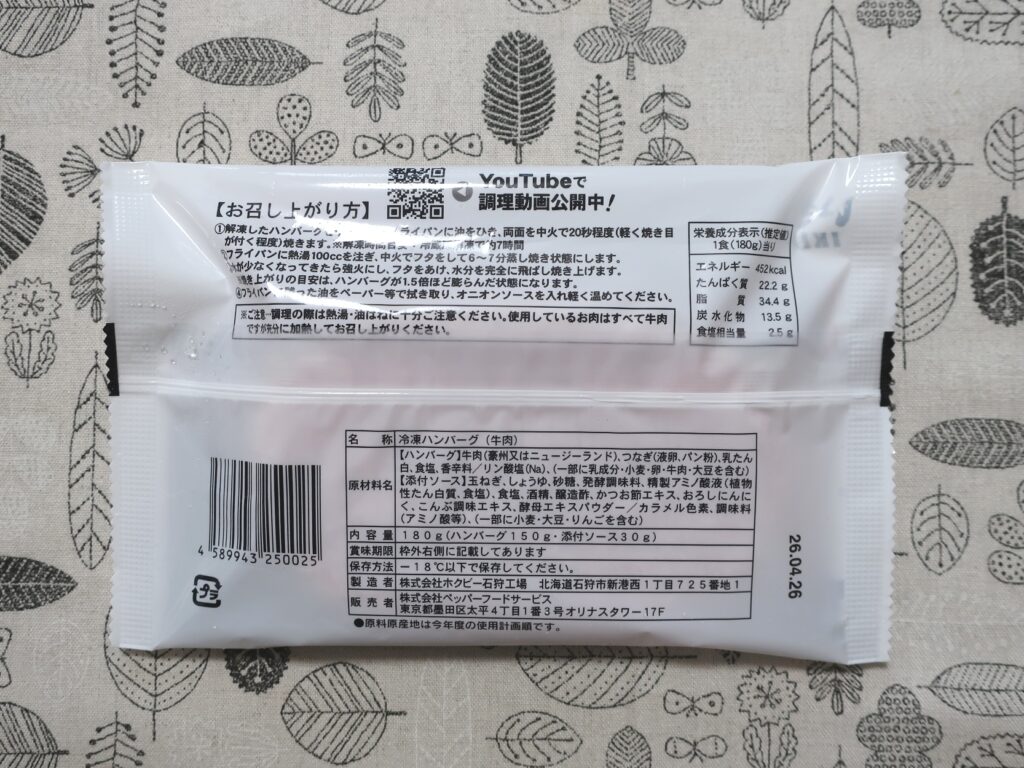 YouTubeで
調理動画公開中！
【お召し上がり方】
①解凍したハンバーグ ライパンに油をひき、両面を中火で20秒程度(軽く焼き目
が付く程度)焼きます。※解凍時間目安 約7時間
フライパンに熱湯100ccを注ぎ、中火でフタをして6～7分蒸し焼き状態にします。
水が少なくなってきたら強火にし、フタをあけ、水分を完全に飛ばし焼き上げます。
焼き上がりの目安は、ハンバーグが1.5倍ほど膨らんだ状態になります。
④フライパン った油をペーパー等で拭き取り、オニオンソースを入れ軽く温めてください。
※ご注意…調理の際は熱湯・油はねに十分ご注意ください。使用しているお肉はすべて牛肉
ですが充分に加熱してお召し上がりください。
栄養成分表示(推定値)
1食(180g)当り
エネルギー 452kcal
たんぱく質 22.2g
脂質 34.4g
炭水化物 13.5g
食塩相当量 2.5g
名称 冷凍ハンバーグ(牛肉)
原材料名 【ハンバーグ】牛肉(豪州又はニュージーランド)、つなぎ(液卵、パン粉)、乳たん
白、食塩、香辛料／リン酸塩(Na)、(一部に乳成分・小麦・卵・牛肉・大豆を含む)
【添付ソース】玉ねぎ、しょうゆ、砂糖、発酵調味料、精製アミノ酸液(植物
性たん白質、食塩)、食塩、酒精、醸造酢、かつお節エキス、おろしにんに
く、こんぶ調味エキス、酵母エキスパウダー／カラメル色素、調味料
(アミノ酸等)、(一部に小麦・大豆・りんごを含む)
内容量 180g(ハンバーグ150g・添付ソース30g)
賞味期限 枠外右側に記載してあります
保存方法 －18℃以下で保存してください。
製造者 株式会社ホクビー石狩工場 北海道石狩市新港西1丁目725番地1
販売者 株式会社ペッパーフードサービス
東京都墨田区太平4丁目1番3号オリナスタワー17F
●原料原産地は今年度の使用計画順です。
4 589943 250025
プラ
26.04.26